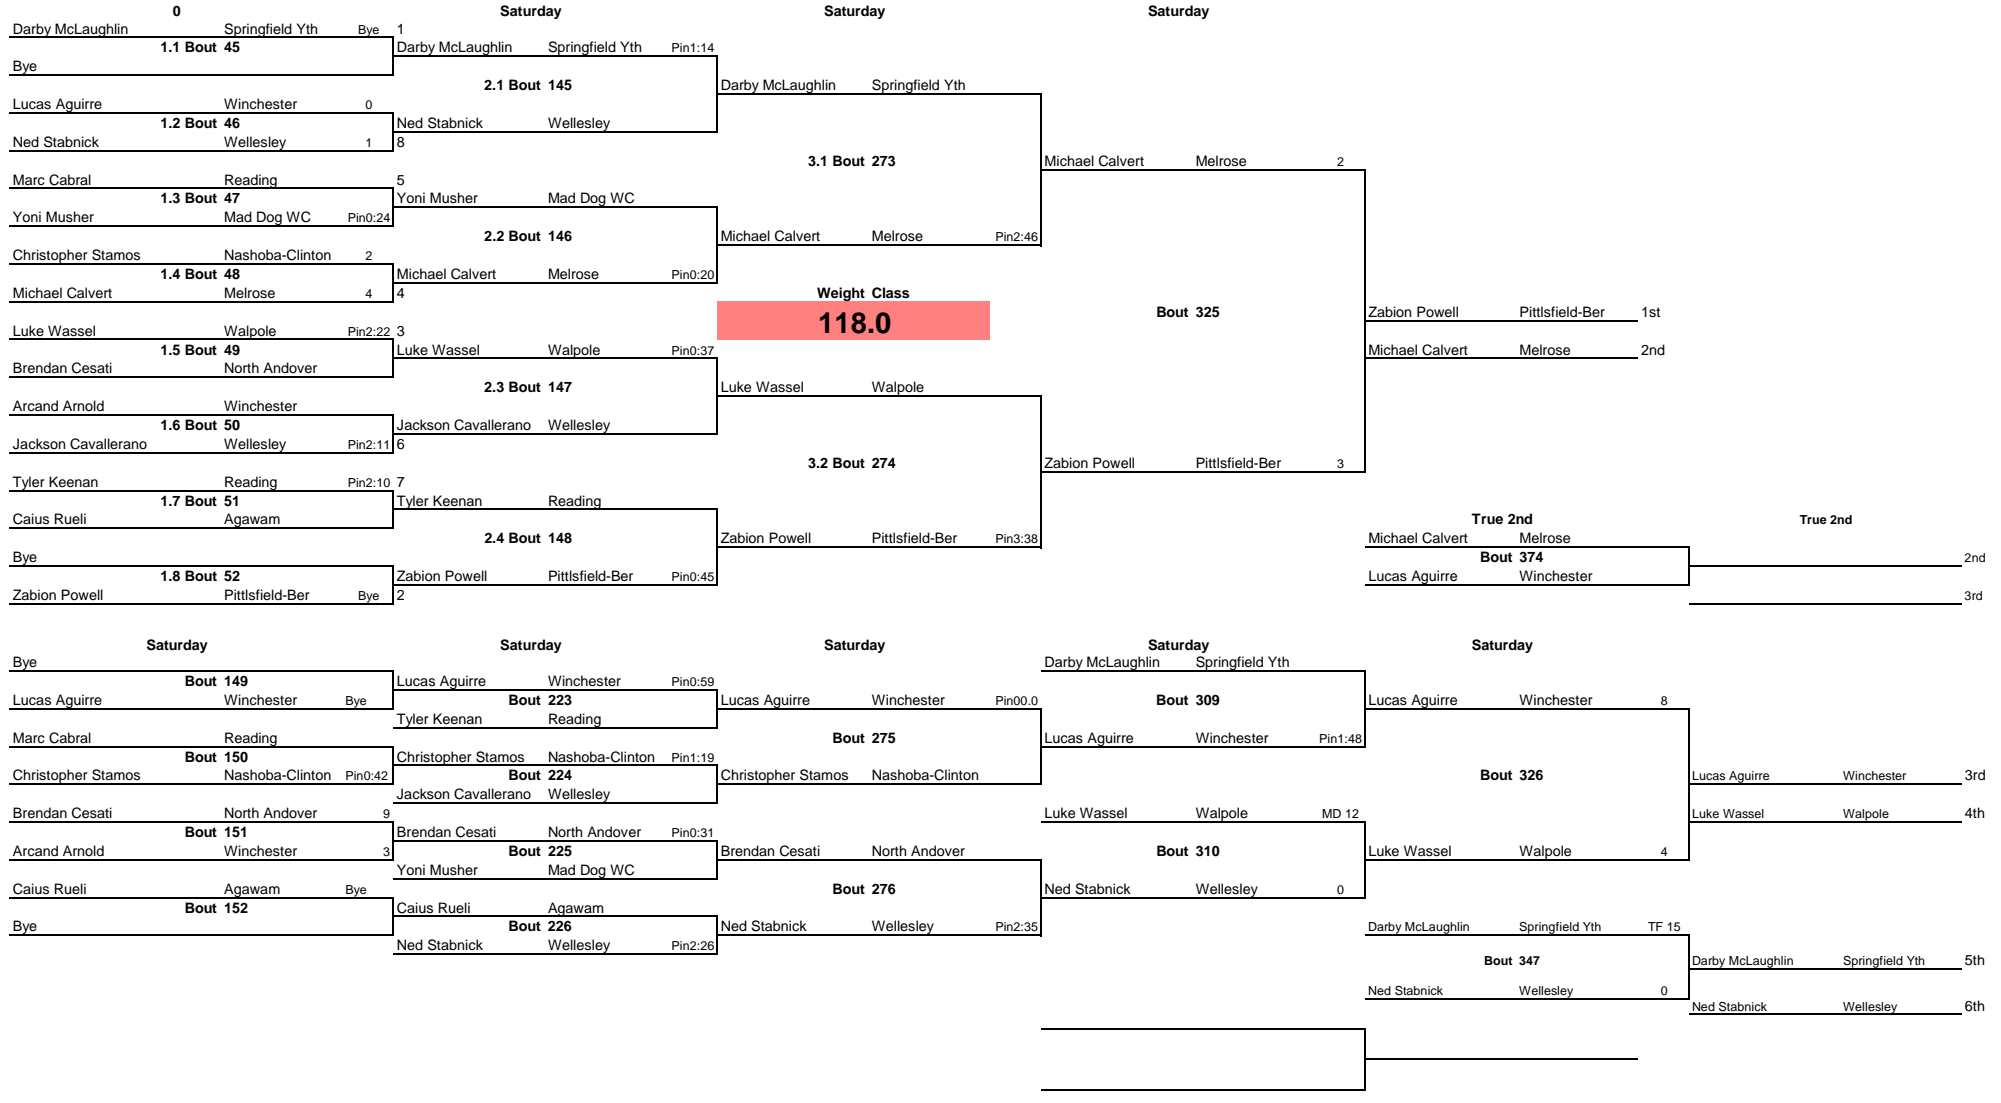 0 Saturday Saturday Saturday
Darby McLaughlin Springfield Yth Bye 1
1.1 Bout 45 Darby McLaughlin Springfield Yth Pin1:14
Bye
2.1 Bout 145 Darby McLaughlin Springfield Yth
Lucas Aguirre Winchester 0
1.2 Bout 46 Ned Stabnick Wellesley
Ned Stabnick Wellesley 1 8
3.1 Bout 273 Michael Calvert Melrose 2
Marc Cabral Reading 5
1.3 Bout 47 Yoni Musher Mad Dog WC
Yoni Musher Mad Dog WC Pin0:24
2.2 Bout 146 Michael Calvert Melrose Pin2:46
Christopher Stamos Nashoba-Clinton 2
1.4 Bout 48 Michael Calvert Melrose Pin0:20
Michael Calvert Melrose 4 4 Weight Class
118.0
Bout 325 Zabion Powell Pittlsfield-Ber 1st
Luke Wassel Walpole Pin2:22 3
1.5 Bout 49 Luke Wassel Walpole Pin0:37 Michael Calvert Melrose 2nd
Brendan Cesati North Andover
2.3 Bout 147 Luke Wassel Walpole
Arcand Arnold Winchester
1.6 Bout 50 Jackson Cavallerano Wellesley
Jackson Cavallerano Wellesley Pin2:11 6
3.2 Bout 274 Zabion Powell Pittlsfield-Ber 3
Tyler Keenan Reading Pin2:10 7
1.7 Bout 51 Tyler Keenan Reading
Caius Rueli Agawam True 2nd True 2nd
2.4 Bout 148 Zabion Powell Pittlsfield-Ber Pin3:38 Michael Calvert Melrose
Bye Bout 374 2nd
1.8 Bout 52 Zabion Powell Pittlsfield-Ber Pin0:45 Lucas Aguirre Winchester
Zabion Powell Pittlsfield-Ber Bye 2 3rd
Saturday Saturday Saturday Saturday Saturday
Bye Darby McLaughlin Springfield Yth
Bout 149 Lucas Aguirre Winchester Pin0:59
Lucas Aguirre Winchester Bye Bout 223 Lucas Aguirre Winchester Pin00.0 Bout 309 Lucas Aguirre Winchester 8
Tyler Keenan Reading
Marc Cabral Reading Bout 275 Lucas Aguirre Winchester Pin1:48
Bout 150 Christopher Stamos Nashoba-Clinton Pin1:19
Christopher Stamos Nashoba-Clinton Pin0:42 Bout 224 Christopher Stamos Nashoba-Clinton Bout 326 Lucas Aguirre Winchester 3rd
Jackson Cavallerano Wellesley
Brendan Cesati North Andover 9 Luke Wassel Walpole MD 12 Luke Wassel Walpole 4th
Bout 151 Brendan Cesati North Andover Pin0:31
Arcand Arnold Winchester 3 Bout 225 Brendan Cesati North Andover Bout 310 Luke Wassel Walpole 4
Yoni Musher Mad Dog WC
Caius Rueli Agawam Bye Bout 276 Ned Stabnick Wellesley 0
Bout 152 Caius Rueli Agawam
Bye Bout 226 Ned Stabnick Wellesley Pin2:35 Darby McLaughlin Springfield Yth TF 15
Ned Stabnick Wellesley Pin2:26
Bout 347 Darby McLaughlin Springfield Yth 5th
Ned Stabnick Wellesley 0
Ned Stabnick Wellesley 6th